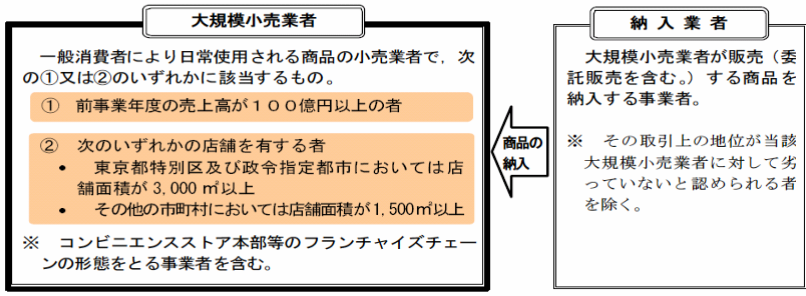 大規模小売業者
一般消費者により日常使用される商品の小売業者で，次
の①又は②のいずれかに該当するもの。
① 前事業年度の売上高が１００億円以上の者
② 次のいずれかの店舗を有する者
• 東京都特別区及び政令指定都市においては店
舗面積が 3,000 ㎡以上
• その他の市町村においては店舗面積が1,500㎡以上
※ コンビニエンスストア本部等のフランチャイズチェー
ンの形態をとる事業者を含む。
商品の
納入
納入業者
大規模小売業者が販売（委
託販売を含む。）する商品を
納入する事業者。
※ その取引上の地位が当該
大規模小売業者に対して劣
っていないと認められる者
を除く。